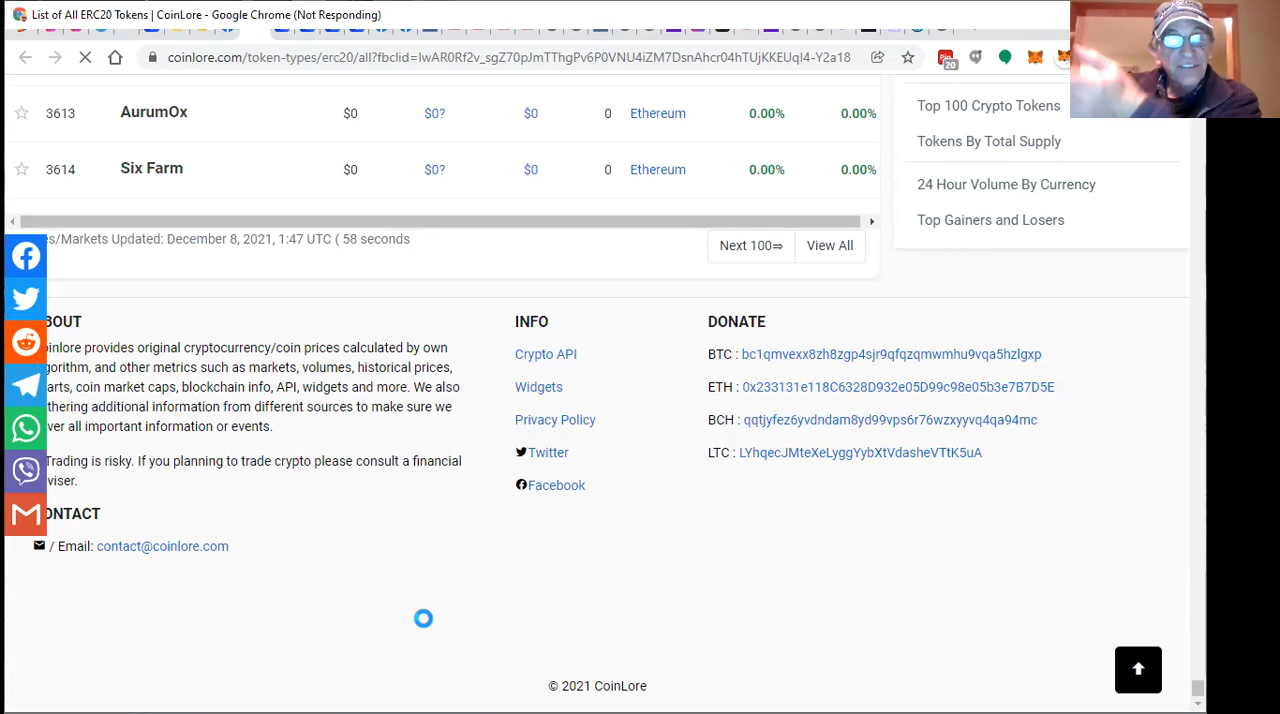 List of All ERC20 Tokens | CoinLore - Google Chrome (Not Responding)
coinlore.com/token-types/erc20/all?fbclid=IwAR0Rf2v_sgZ70pJmTThgPv6P0VNU4iZM7DsnAhcr04hTUjKKEUqI4-Y2a18
20
3613 AurumOx $0 $0? $0 0 Ethereum 0.00% 0.00%
3614 Six Farm $0 $0? $0 0 Ethereum 0.00% 0.00%
Top 100 Crypto Tokens
Tokens By Total Supply
24 Hour Volume By Currency
Top Gainers and Losers
es/Markets Updated: December 8, 2021, 1:47 UTC ( 58 seconds
Next 100⇒ View All
BOUT
oinlore provides original cryptocurrency/coin prices calculated by own
gorithm, and other metrics such as markets, volumes, historical prices,
arts, coin market caps, blockchain info, API, widgets and more. We also
thering additional information from different sources to make sure we
ver all important information or events.
Trading is risky. If you planning to trade crypto please consult a financial
viser.
ONTACT
/ Email: contact@coinlore.com
INFO
Crypto API
Widgets
Privacy Policy
Twitter
Facebook
DONATE
BTC : bc1qmvexx8zh8zgp4sjr9qfqzqmwmhu9vqa5hzlgxp
ETH : 0x233131e118C6328D932e05D99c98e05b3e7B7D5E
BCH : qqtjyfez6yvdndam8yd99vps6r76wzxyyvq4qa94mc
LTC : LYhqecJMteXeLyggYybXtVdasheVTtK5uA
© 2021 CoinLore